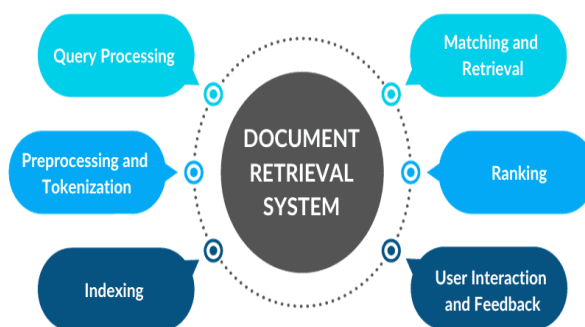 Query Processing
Preprocessing and
Tokenization
Indexing
DOCUMENT
RETRIEVAL
SYSTEM
Matching and
Retrieval
Ranking
User Interaction
and Feedback